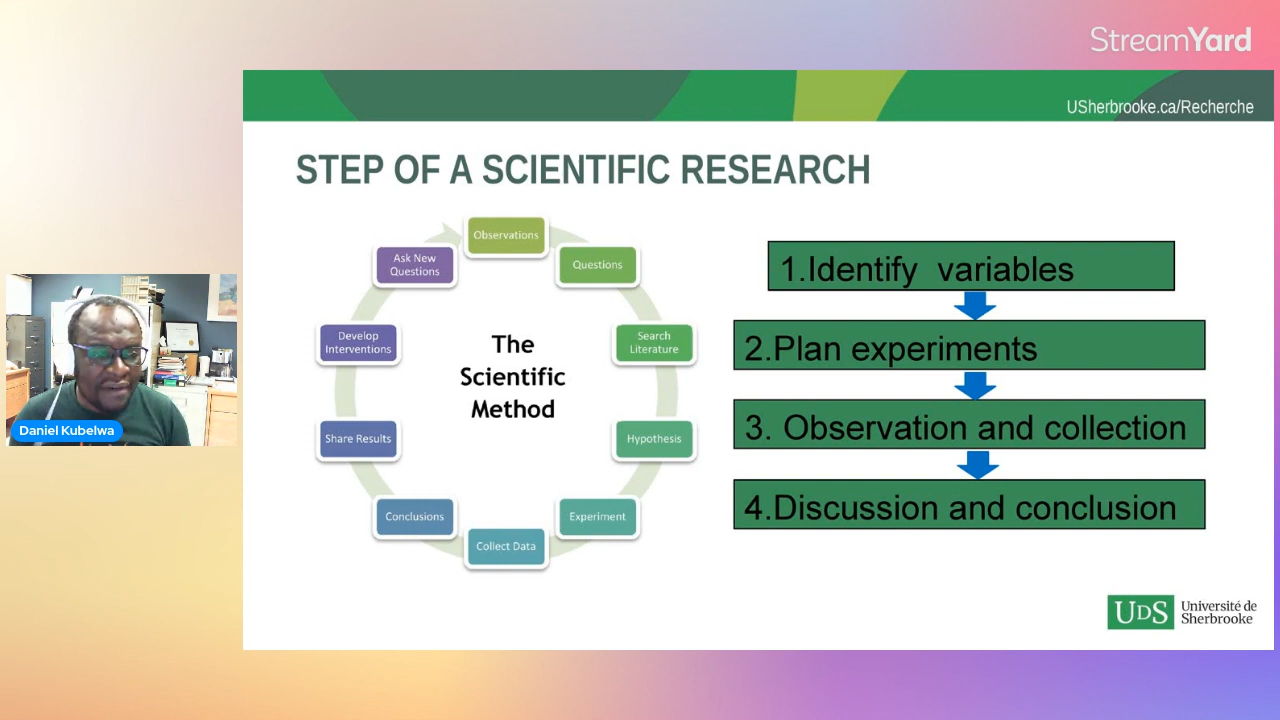 StreamYard
USherbrooke.ca/Recherche
STEP OF A SCIENTIFIC RESEARCH
Observations
Questions
Search
Literature
Hypothesis
Experiment
Collect Data
Conclusions
Share Results
Develop
Interventions
Ask New
Questions
The
Scientific
Method
1.Identify variables
2.Plan experiments
3. Observation and collection
4.Discussion and conclusion
Daniel Kubelwa
UDS Université de
Sherbrooke